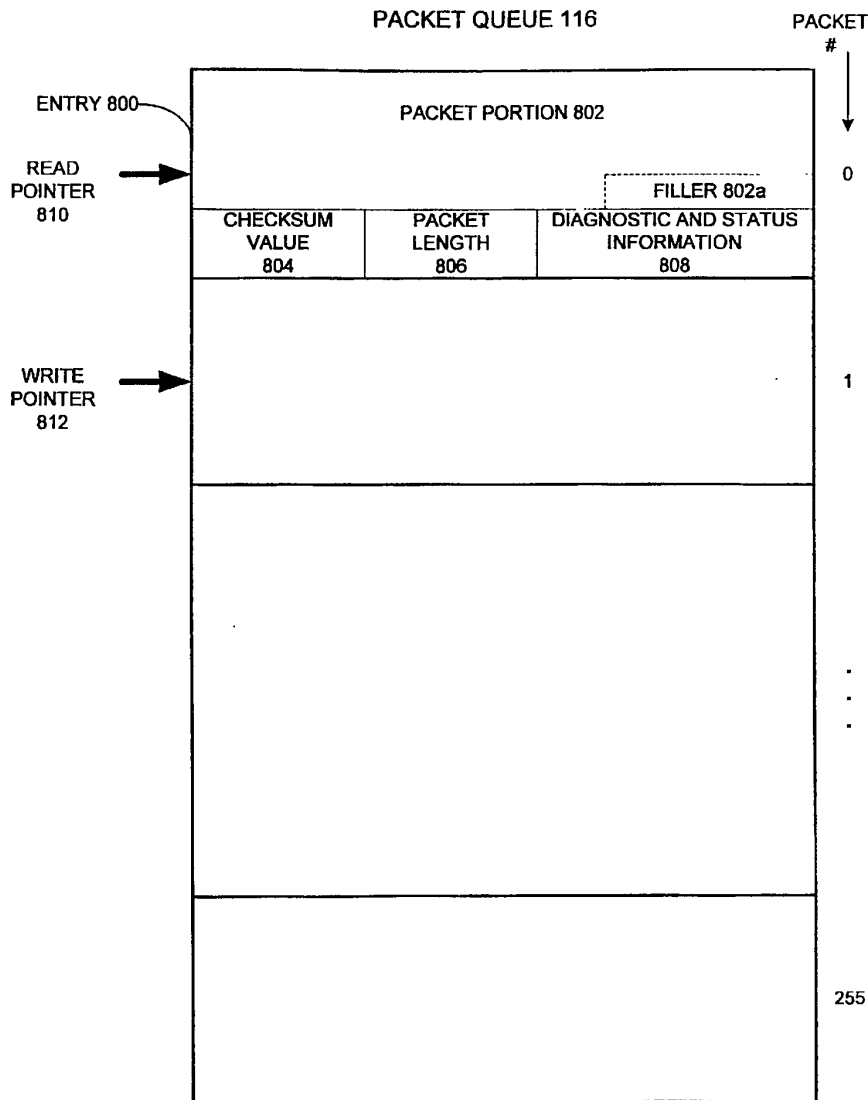 PACKET QUEUE 116
PACKET
#
ENTRY 800
PACKET PORTION 802
READ
POINTER
810
0
FILLER 802a
CHECKSUM
VALUE
804
PACKET
LENGTH
806
DIAGNOSTIC AND STATUS
INFORMATION
808
WRITE
POINTER
812
1
.
.
.
255